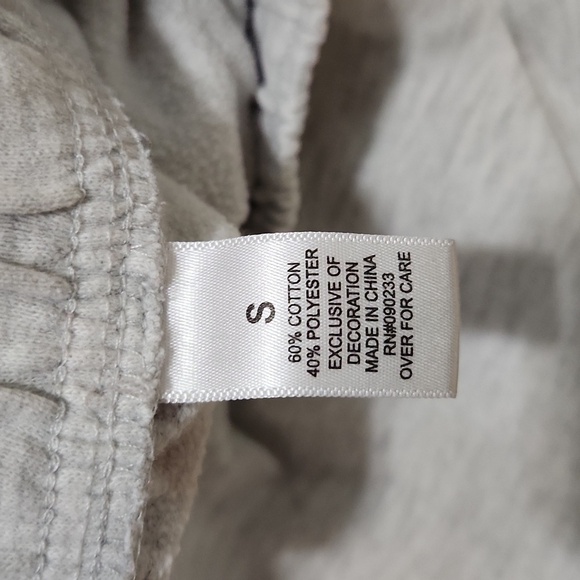 S
60% COTTON
40% POLYESTER
EXCLUSIVE OF
DECORATION
MADE IN CHINA
RN#090233
OVER FOR CARE